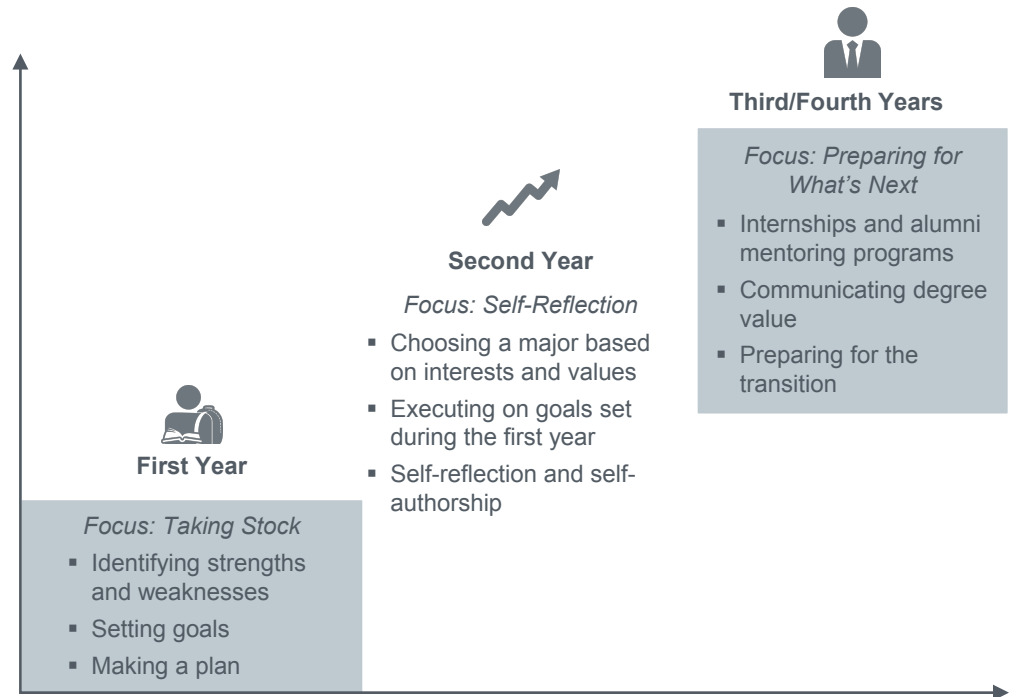 First Year
Focus: Taking Stock
▪ Identifying strengths
and weaknesses
▪ Setting goals
▪ Making a plan
Second Year
Focus: Self-Reflection
▪ Choosing a major based
on interests and values
▪ Executing on goals set
during the first year
▪ Self-reflection and self-
authorship
Third/Fourth Years
Focus: Preparing for
What's Next
▪ Internships and alumni
mentoring programs
▪ Communicating degree
value
▪ Preparing for the
transition